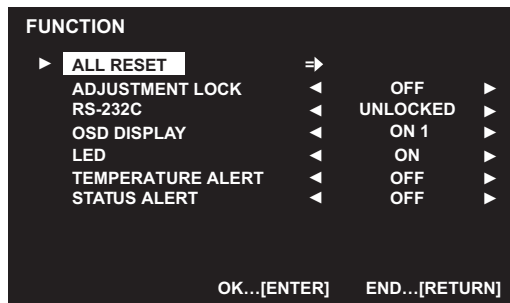 FUNCTION
ALL RESET
ADJUSTMENT LOCK OFF
RS-232C UNLOCKED
OSD DISPLAY ON 1
LED ON
TEMPERATURE ALERT OFF
STATUS ALERT OFF
OK…[ENTER] END…[RETURN]